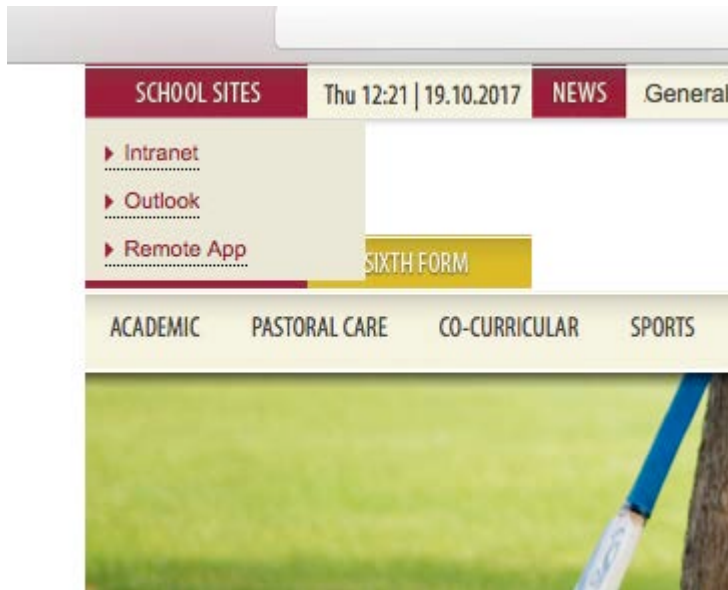 SCHOOL SITES Thu 12:21 | 19.10.2017 NEWS General
Intranet
Outlook
Remote App
SIXTH FORM
ACADEMIC PASTORAL CARE CO-CURRICULAR SPORTS